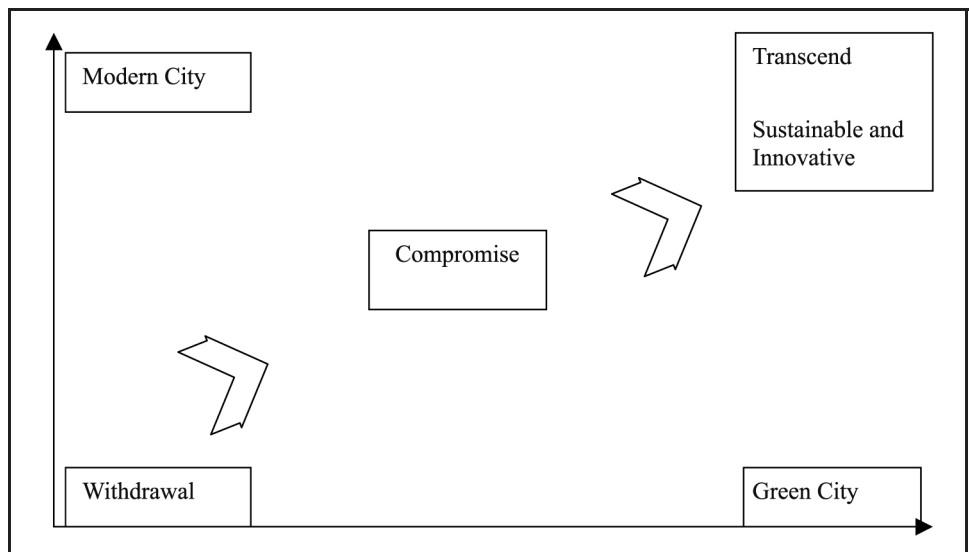 Modern City
Transcend
Sustainable and
Innovative
Compromise
Withdrawal
Green City